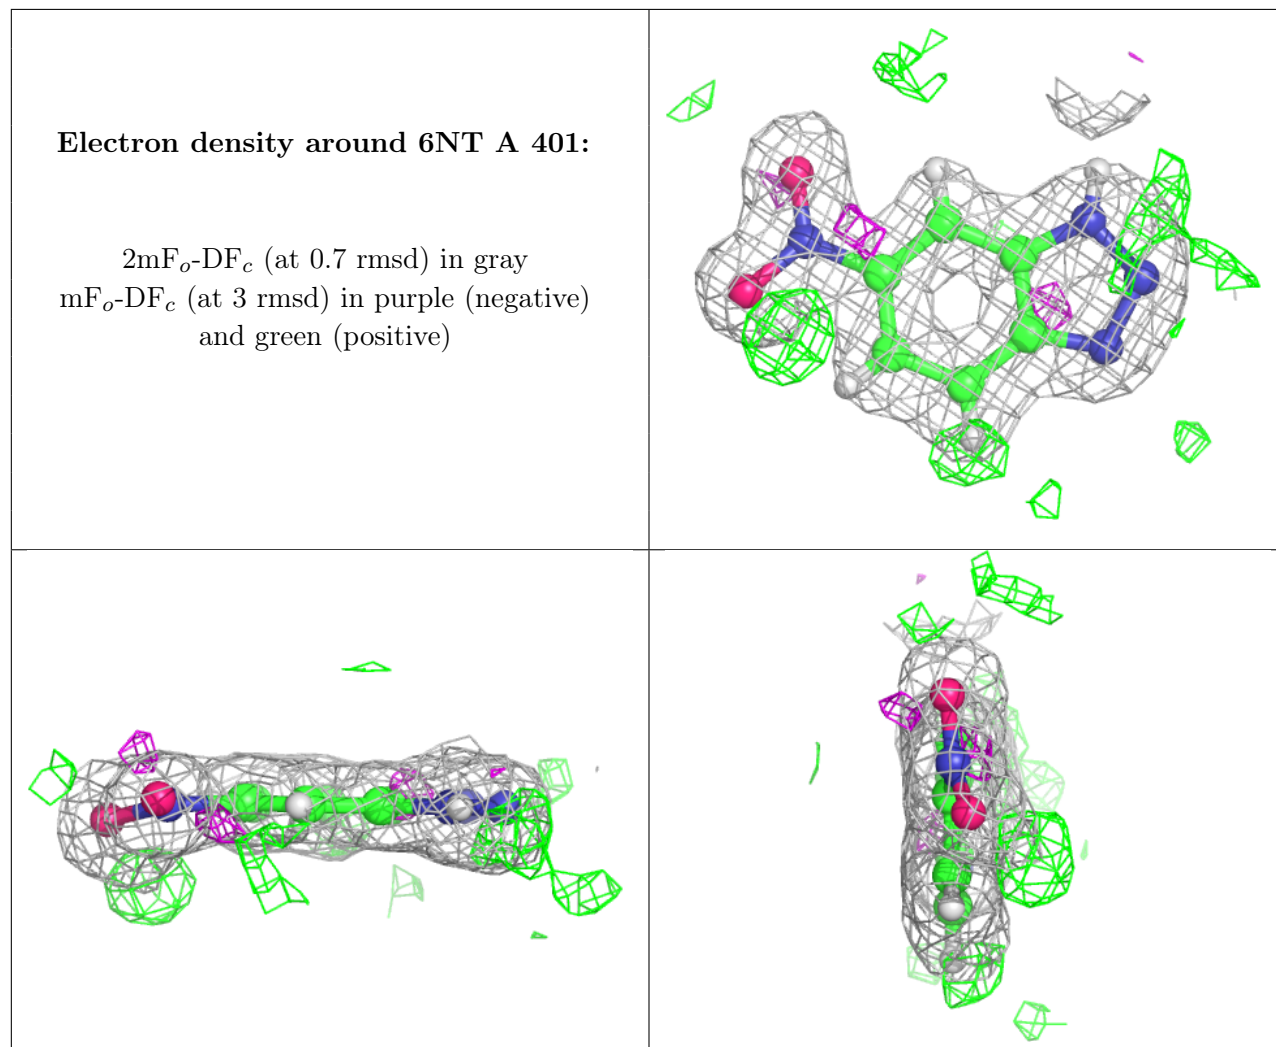 Electron density around 6NT A 401:
2mFo-DFc (at 0.7 rmsd) in gray
mFo-DFc (at 3 rmsd) in purple (negative)
and green (positive)